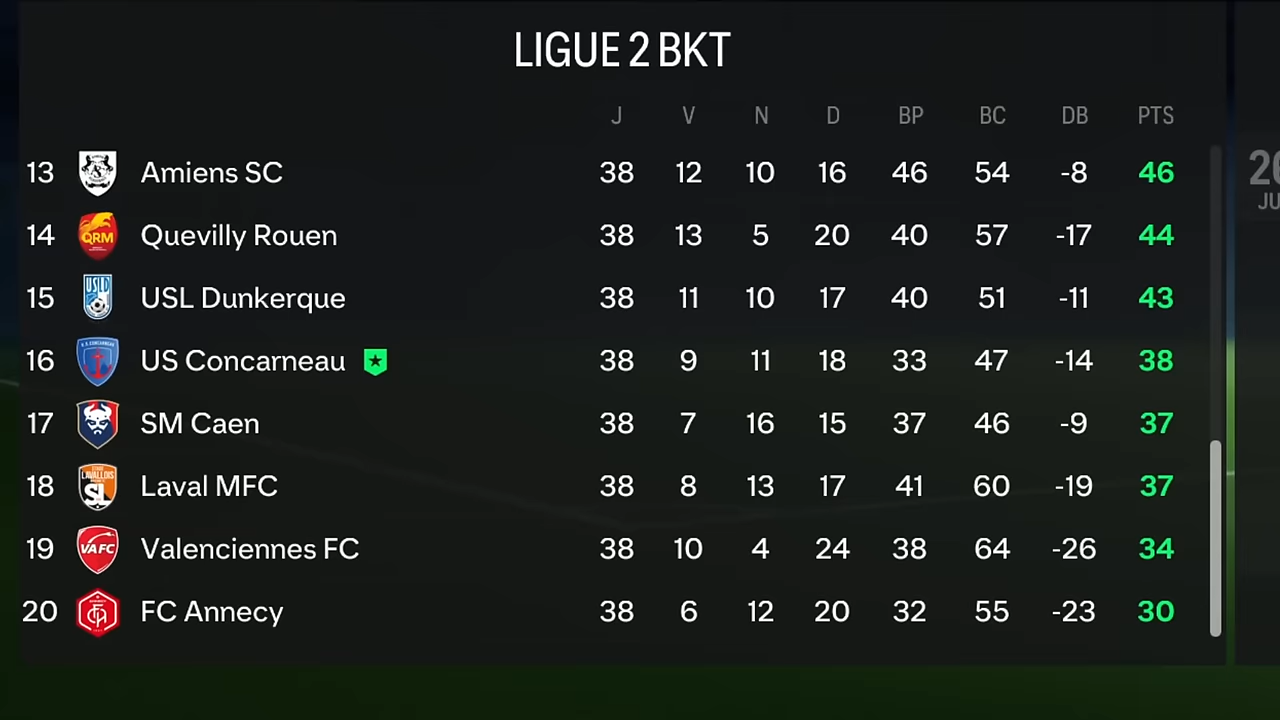 LIGUE 2 BKT
J V N D BP BC DB PTS
13 Amiens SC 38 12 10 16 46 54 -8 46
14 QRM Quevilly Rouen 38 13 5 20 40 57 -17 44
15 USLD USL Dunkerque 38 11 10 17 40 51 -11 43
16 US Concarneau 38 9 11 18 33 47 -14 38
17 SM Caen 38 7 16 15 37 46 -9 37
18 SL Laval MFC 38 8 13 17 41 60 -19 37
19 VAFC Valenciennes FC 38 10 4 24 38 64 -26 34
20 FC Annecy 38 6 12 20 32 55 -23 30